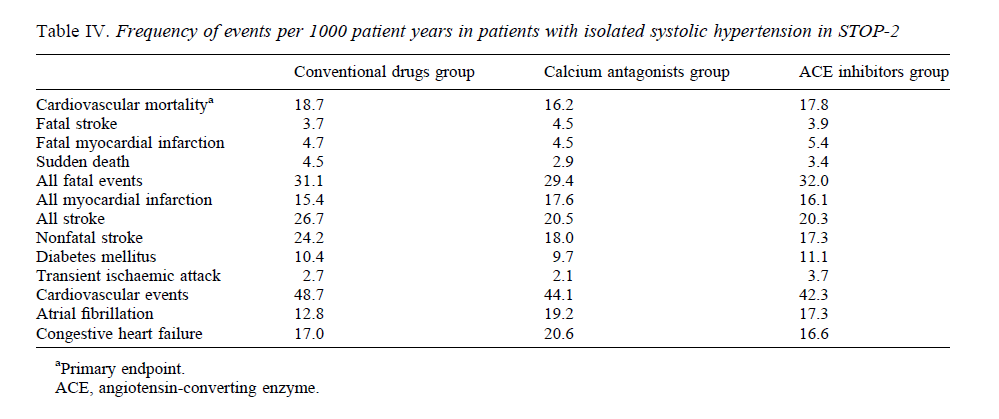 Table IV. Frequency of events per 1000 patient years in patients with isolated systolic hypertension in STOP-2
Conventional drugs group Calcium antagonists group ACE inhibitors group
Cardiovascular mortalityᵃ 18.7 16.2 17.8
Fatal stroke 3.7 4.5 3.9
Fatal myocardial infarction 4.7 4.5 5.4
Sudden death 4.5 2.9 3.4
All fatal events 31.1 29.4 32.0
All myocardial infarction 15.4 17.6 16.1
All stroke 26.7 20.5 20.3
Nonfatal stroke 24.2 18.0 17.3
Diabetes mellitus 10.4 9.7 11.1
Transient ischaemic attack 2.7 2.1 3.7
Cardiovascular events 48.7 44.1 42.3
Atrial fibrillation 12.8 19.2 17.3
Congestive heart failure 17.0 20.6 16.6
ᵃPrimary endpoint.
ACE, angiotensin-converting enzyme.